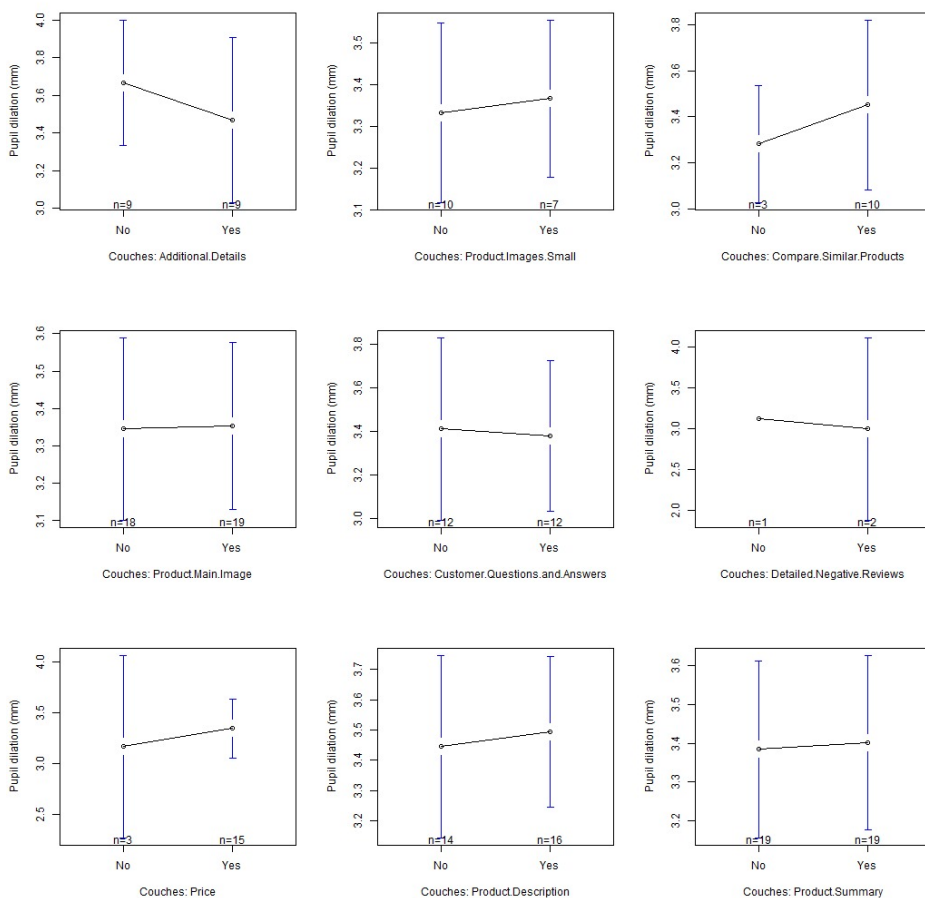 Pupil dilation (mm)
3.0 3.2 3.4 3.6 3.8 4.0
n=9 n=9
No Yes
Couches: Additional.Details
Pupil dilation (mm)
3.1 3.2 3.3 3.4 3.5
n=10 n=7
No Yes
Couches: Product.Images.Small
Pupil dilation (mm)
3.0 3.2 3.4 3.6 3.8
n=3 n=10
No Yes
Couches: Compare.Similar.Products
Pupil dilation (mm)
3.1 3.2 3.3 3.4 3.5 3.6
n=18 n=19
No Yes
Couches: Product.Main.Image
Pupil dilation (mm)
3.0 3.2 3.4 3.6 3.8
n=12 n=12
No Yes
Couches: Customer.Questions.and.Answers
Pupil dilation (mm)
2.0 2.5 3.0 3.5 4.0
n=1 n=2
No Yes
Couches: Detailed.Negative.Reviews
Pupil dilation (mm)
2.5 3.0 3.5 4.0
n=3 n=15
No Yes
Couches: Price
Pupil dilation (mm)
3.2 3.3 3.4 3.5 3.6 3.7
n=14 n=16
No Yes
Couches: Product.Description
Pupil dilation (mm)
3.2 3.3 3.4 3.5 3.6
n=19 n=19
No Yes
Couches: Product.Summary